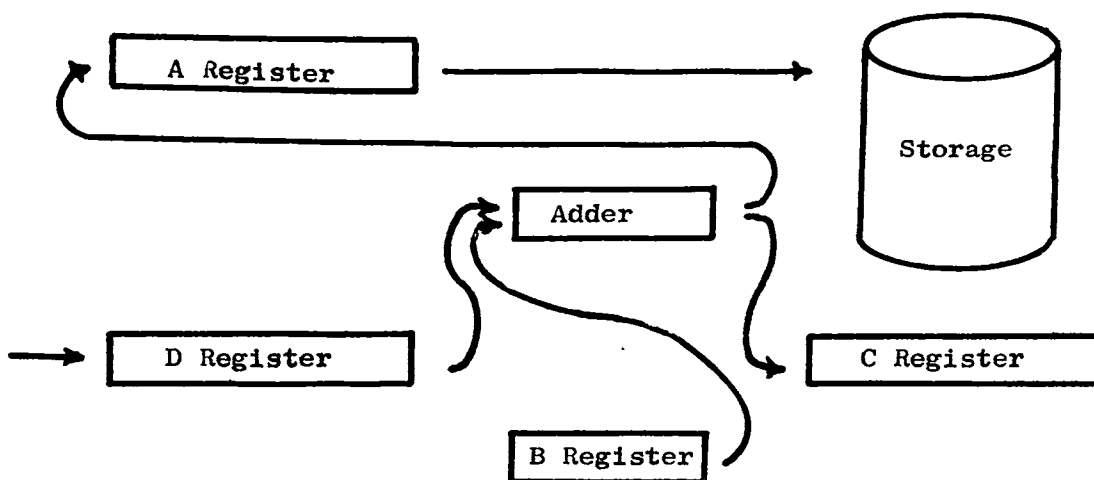 A Register
Storage
Adder
D Register
C Register
B Register